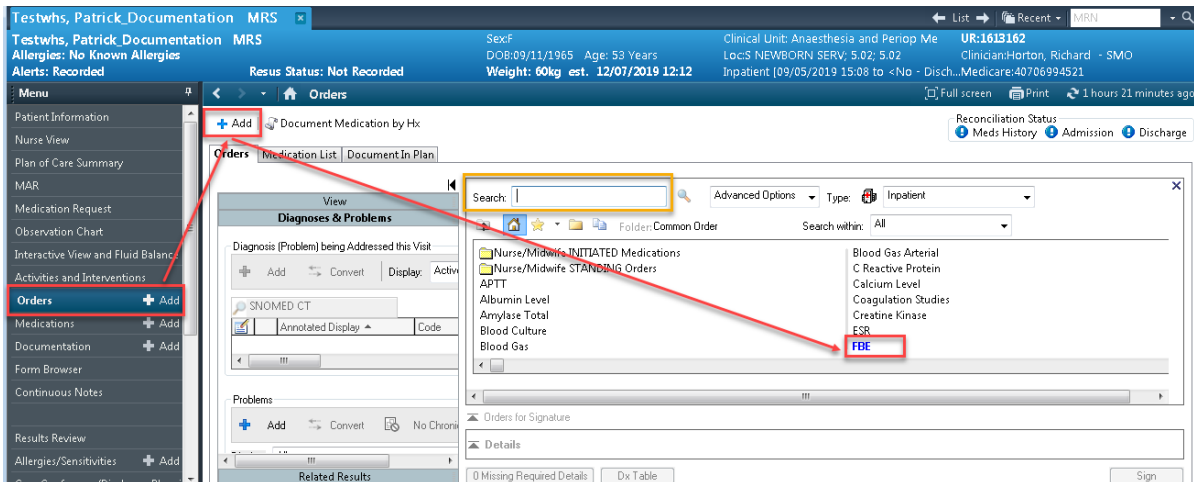 Testwhs, Patrick_Documentation MRS
List Recent MRN
Testwhs, Patrick_Documentation MRS
Allergies: No Known Allergies
Alerts: Recorded
Resus Status: Not Recorded
Sex:F
DOB:09/11/1965 Age: 53 Years
Weight: 60kg est. 12/07/2019 12:12
Clinical Unit: Anaesthesia and Periop Me
Loc:S NEWBORN SERV; 5.02; 5.02
Inpatient [09/05/2019 15:08 to <No - Disch...
UR:1613162
Clinician:Horton, Richard - SMO
Medicare:40706994521
Menu
Orders
Full screen Print 1 hours 21 minutes ago
Patient Information
Nurse View
Plan of Care Summary
MAR
Medication Request
Observation Chart
Interactive View and Fluid Balance
Activities and Interventions
Orders Add
Medications Add
Documentation Add
Form Browser
Continuous Notes
Results Review
Allergies/Sensitivities Add
Add Document Medication by Hx
Reconciliation Status
Meds History Admission Discharge
Orders Medication List Document In Plan
View
Diagnoses & Problems
Diagnosis (Problem) being Addressed this Visit
Add Convert Display: Active
SNOMED CT
Annotated Display Code
Problems
Add Convert No Chronic
Related Results
Search: Advanced Options Type: Inpatient
Folder: Common Order Search within: All
Nurse/Midwife INITIATED Medications
Nurse/Midwife STANDING Orders
APTT
Albumin Level
Amylase Total
Blood Culture
Blood Gas
Blood Gas Arterial
C Reactive Protein
Calcium Level
Coagulation Studies
Creatine Kinase
ESR
FBE
Orders for Signature
Details
0 Missing Required Details Dx Table Sign